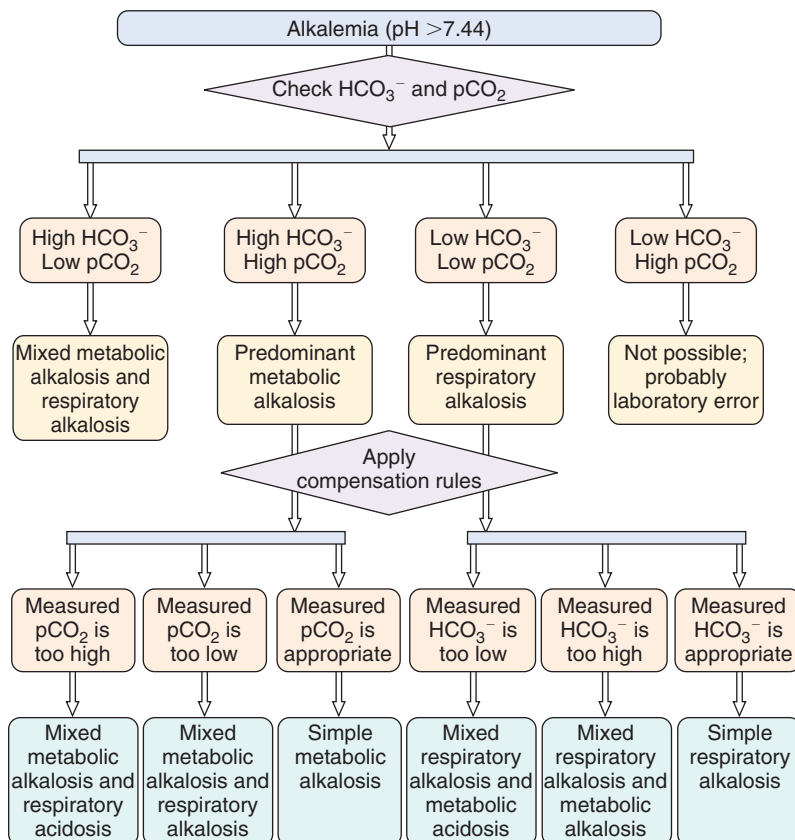 Alkalemia (pH >7.44)
Check HCO₃⁻ and pCO₂
High HCO₃⁻
Low pCO₂
High HCO₃⁻
High pCO₂
Low HCO₃⁻
Low pCO₂
Low HCO₃⁻
High pCO₂
Mixed metabolic
alkalosis and
respiratory
alkalosis
Predominant
metabolic
alkalosis
Predominant
respiratory
alkalosis
Not possible;
probably
laboratory error
Apply
compensation rules
Measured
pCO₂ is
too high
Measured
pCO₂ is
too low
Measured
pCO₂ is
appropriate
Measured
HCO₃⁻ is
too low
Measured
HCO₃⁻ is
too high
Measured
HCO₃⁻ is
appropriate
Mixed
metabolic
alkalosis and
respiratory
acidosis
Mixed
metabolic
alkalosis and
respiratory
alkalosis
Simple
metabolic
alkalosis
Mixed
respiratory
alkalosis and
metabolic
acidosis
Mixed
respiratory
alkalosis and
metabolic
alkalosis
Simple
respiratory
alkalosis